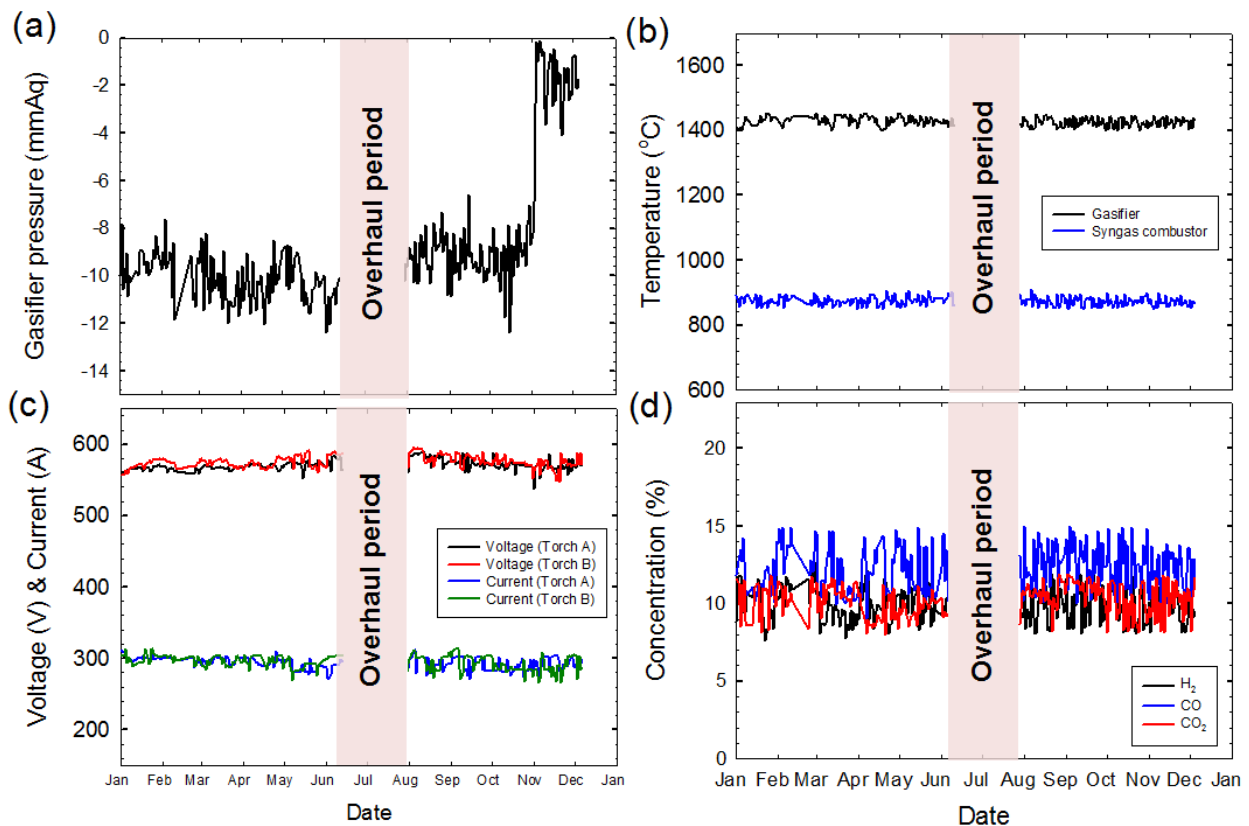 (a)
Gasifier pressure (mmAq)
0
-2
-4
-6
-8
-10
-12
-14
Overhaul period
(b)
Temperature (°C)
1600
1400
1200
1000
800
600
Overhaul period
Gasifier
Syngas combustor
(c)
Voltage (V) & Current (A)
600
500
400
300
200
Overhaul period
Voltage (Torch A)
Voltage (Torch B)
Current (Torch A)
Current (Torch B)
Jan Feb Mar Apr May Jun Jul Aug Sep Oct Nov Dec Jan
Date
(d)
Concentration (%)
20
15
10
5
0
Overhaul period
H₂
CO
CO₂
Jan Feb Mar Apr May Jun Jul Aug Sep Oct Nov Dec Jan
Date